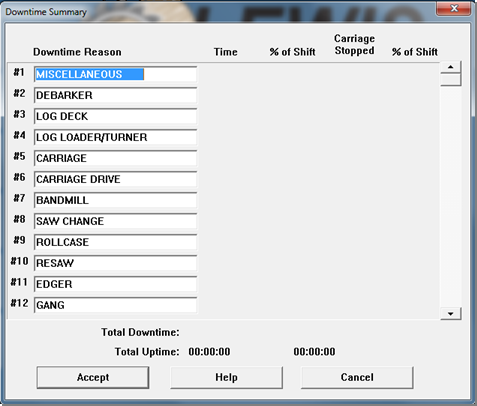 LEWIS
Downtime Summary
Downtime Reason Time % of Shift Carriage Stopped % of Shift
#1 MISCELLANEOUS
#2 DEBARKER
#3 LOG DECK
#4 LOG LOADER/TURNER
#5 CARRIAGE
#6 CARRIAGE DRIVE
#7 BANDMILL
#8 SAW CHANGE
#9 ROLLCASE
#10 RESAW
#11 EDGER
#12 GANG
Total Downtime:
Total Uptime: 00:00:00 00:00:00
Accept Help Cancel